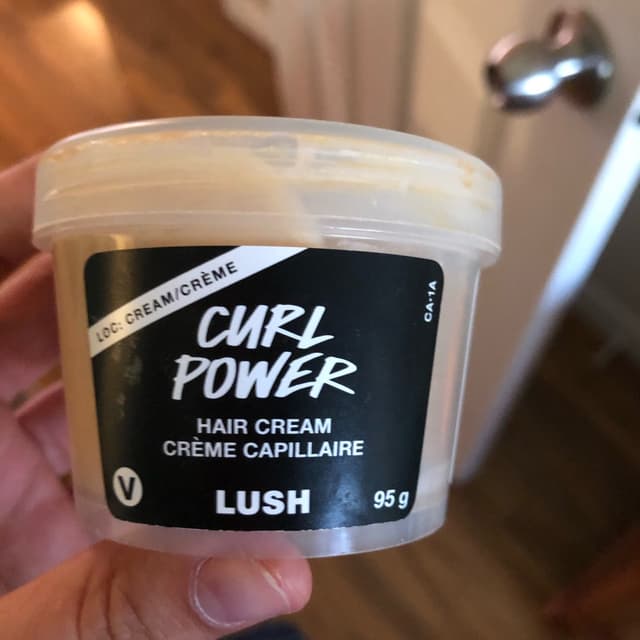 LOC: CREAM/CRÈME
CA-1A
CURL
POWER
HAIR CREAM
CRÈME CAPILLAIRE
V
LUSH
95 g